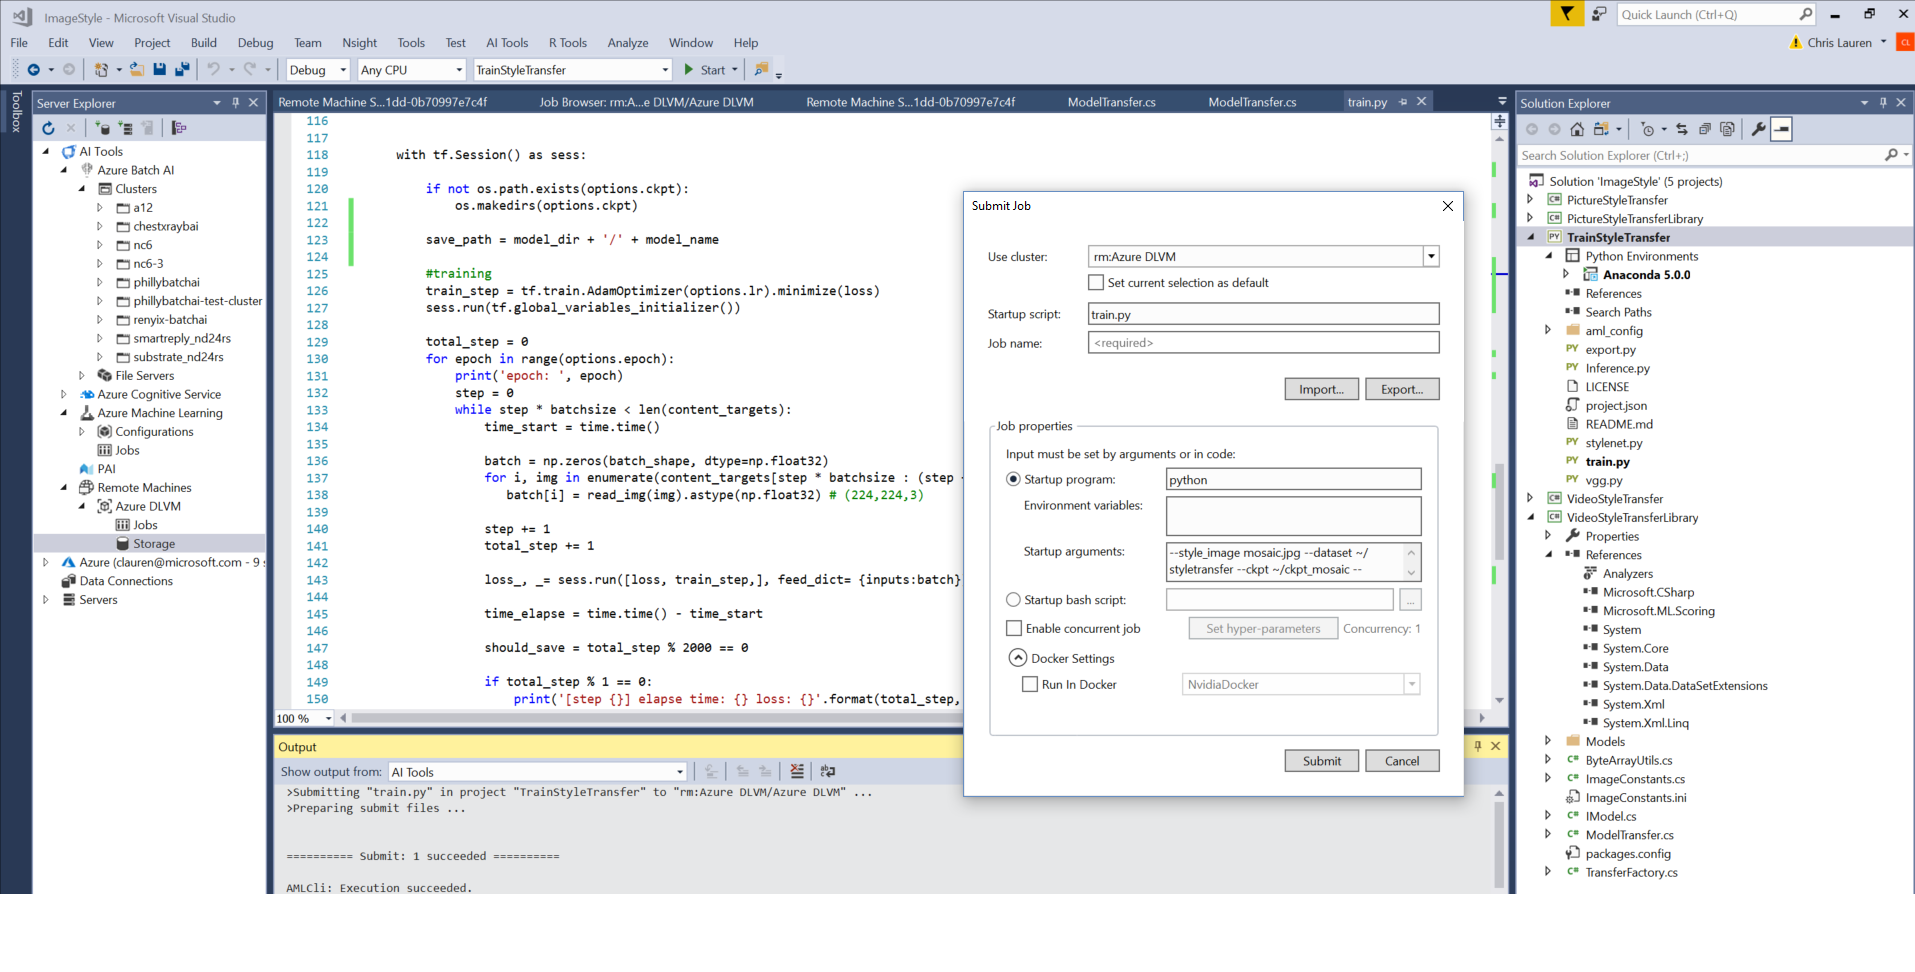 ImageStyle - Microsoft Visual Studio
Quick Launch (Ctrl+Q)
File Edit View Project Build Debug Team Nsight Tools Test AI Tools R Tools Analyze Window Help
Chris Lauren
CL
Debug Any CPU TrainStyleTransfer Start
Toolbox
Server Explorer
AI Tools
Azure Batch AI
Clusters
a12
chestxraybai
nc6
nc6-3
phillybatchai
phillybatchai-test-cluster
renyix-batchai
smartreply_nd24rs
substrate_nd24rs
File Servers
Azure Cognitive Service
Azure Machine Learning
Configurations
Jobs
PAI
Remote Machines
Azure DLVM
Jobs
Storage
Azure (clauren@microsoft.com - 9 s
Data Connections
Servers
Remote Machine S...1dd-0b70997e7c4f Job Browser: rm:A...e DLVM/Azure DLVM Remote Machine S...1dd-0b70997e7c4f ModelTransfer.cs ModelTransfer.cs train.py
116
117
118 with tf.Session() as sess:
119
120 if not os.path.exists(options.ckpt):
121 os.makedirs(options.ckpt)
122
123 save_path = model_dir + '/' + model_name
124
125 #training
126 train_step = tf.train.AdamOptimizer(options.lr).minimize(loss)
127 sess.run(tf.global_variables_initializer())
128
129 total_step = 0
130 for epoch in range(options.epoch):
131 print('epoch: ', epoch)
132 step = 0
133 while step * batchsize < len(content_targets):
134 time_start = time.time()
135
136 batch = np.zeros(batch_shape, dtype=np.float32)
137 for i, img in enumerate(content_targets[step * batchsize : (step
138 batch[i] = read_img(img).astype(np.float32) # (224,224,3)
139
140 step += 1
141 total_step += 1
142
143 loss_, _= sess.run([loss, train_step,], feed_dict= {inputs:batch}
144
145 time_elapse = time.time() - time_start
146
147 should_save = total_step % 2000 == 0
148
149 if total_step % 1 == 0:
150 print('[step {}] elapse time: {} loss: {}'.format(total_step,
100 %
Output
Show output from: AI Tools
>Submitting "train.py" in project "TrainStyleTransfer" to "rm:Azure DLVM/Azure DLVM" ...
>Preparing submit files ...
========== Submit: 1 succeeded ==========
AMLCli: Execution succeeded.
Submit Job
Use cluster: rm:Azure DLVM
Set current selection as default
Startup script: train.py
Job name: <required>
Import... Export...
Job properties
Input must be set by arguments or in code:
Startup program: python
Environment variables:
Startup arguments: --style_image mosaic.jpg --dataset ~/
styletransfer --ckpt ~/ckpt_mosaic --
Startup bash script: ...
Enable concurrent job Set hyper-parameters Concurrency: 1
Docker Settings
Run In Docker NvidiaDocker
Submit Cancel
Solution Explorer
Search Solution Explorer (Ctrl+;)
Solution 'ImageStyle' (5 projects)
C# PictureStyleTransfer
C# PictureStyleTransferLibrary
PY TrainStyleTransfer
Python Environments
Anaconda 5.0.0
References
Search Paths
aml_config
PY export.py
PY Inference.py
LICENSE
project.json
README.md
PY stylenet.py
PY train.py
PY vgg.py
C# VideoStyleTransfer
C# VideoStyleTransferLibrary
Properties
References
Analyzers
Microsoft.CSharp
Microsoft.ML.Scoring
System
System.Core
System.Data
System.Data.DataSetExtensions
System.Xml
System.Xml.Linq
Models
C# ByteArrayUtils.cs
C# ImageConstants.cs
ImageConstants.ini
C# IModel.cs
C# ModelTransfer.cs
packages.config
C# TransferFactory.cs